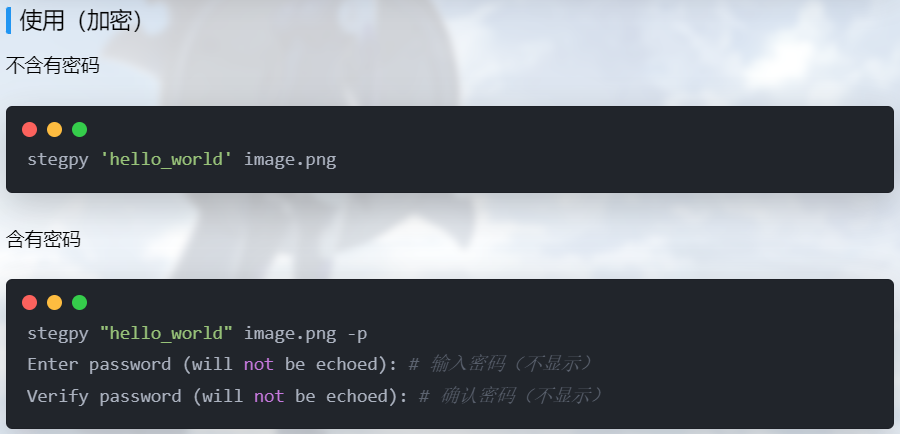 使用（加密）
不含有密码
stegpy 'hello_world' image.png
含有密码
stegpy "hello_world" image.png -p
Enter password (will not be echoed): # 输入密码（不显示）
Verify password (will not be echoed): # 确认密码（不显示）